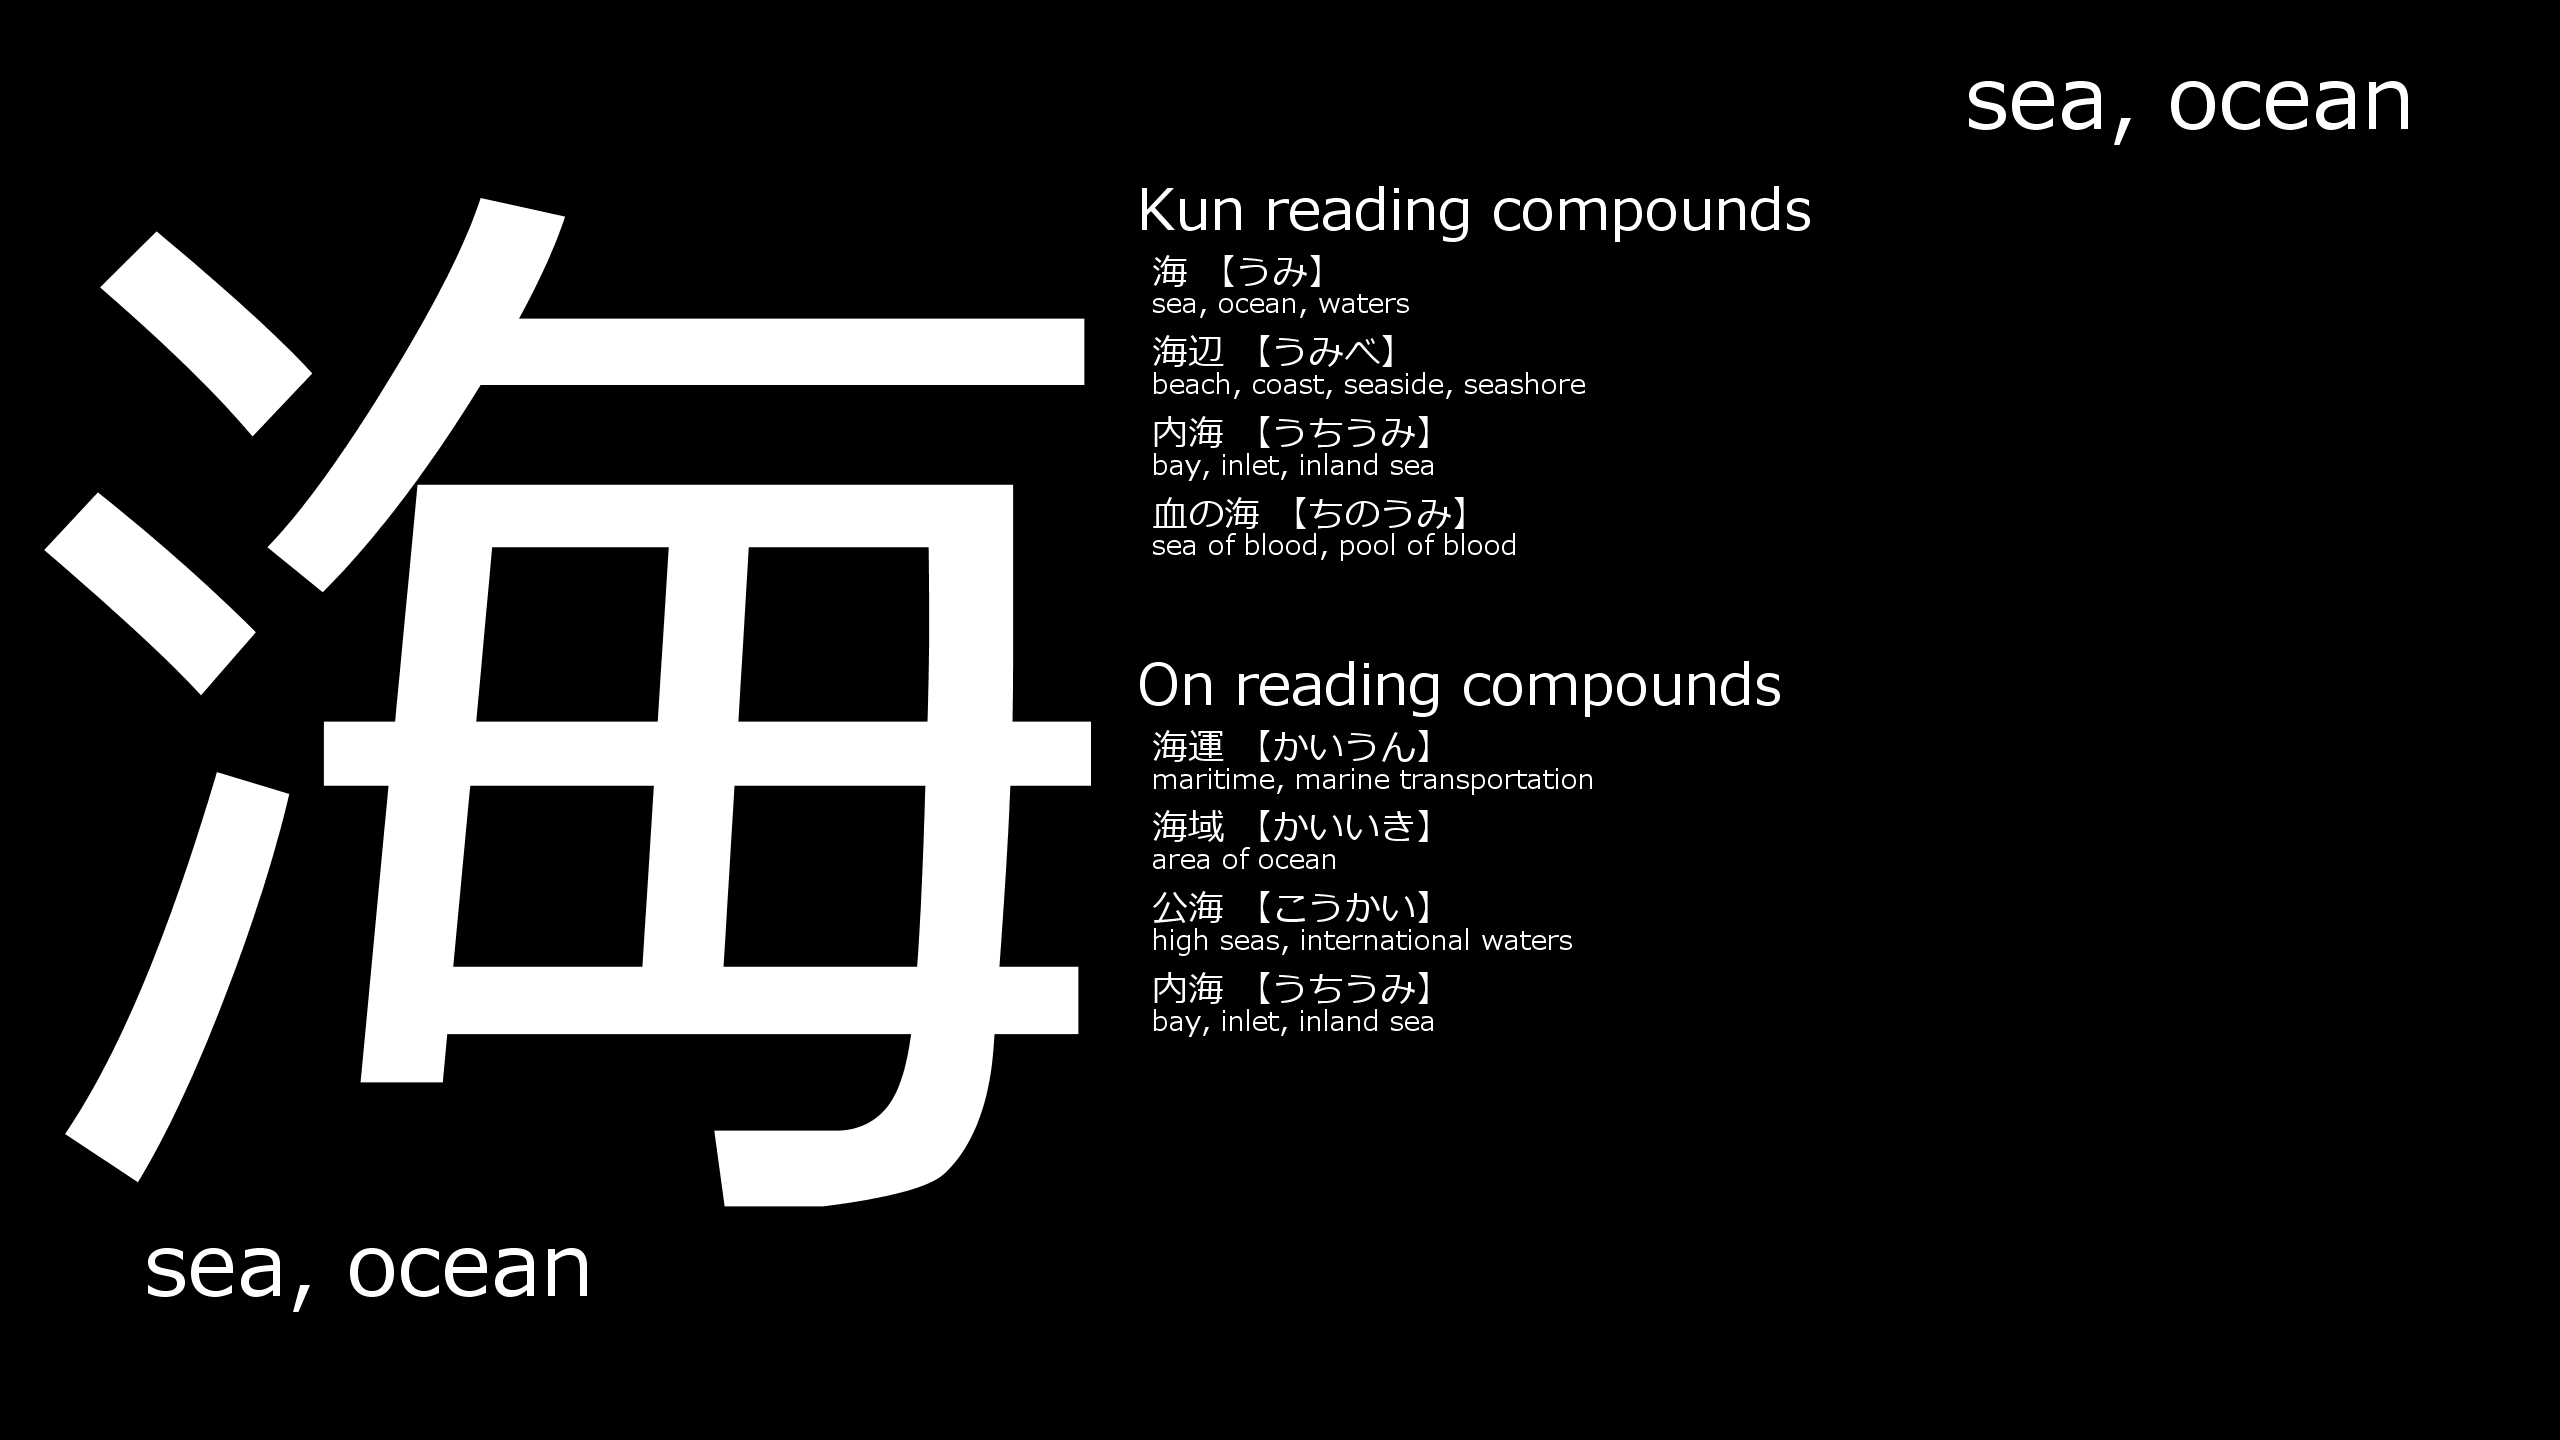 sea, ocean
海
Kun reading compounds
海 【うみ】
sea, ocean, waters
海辺 【うみべ】
beach, coast, seaside, seashore
内海 【うちうみ】
bay, inlet, inland sea
血の海 【ちのうみ】
sea of blood, pool of blood
On reading compounds
海運 【かいうん】
maritime, marine transportation
海域 【かいいき】
area of ocean
公海 【こうかい】
high seas, international waters
内海 【うちうみ】
bay, inlet, inland sea
sea, ocean